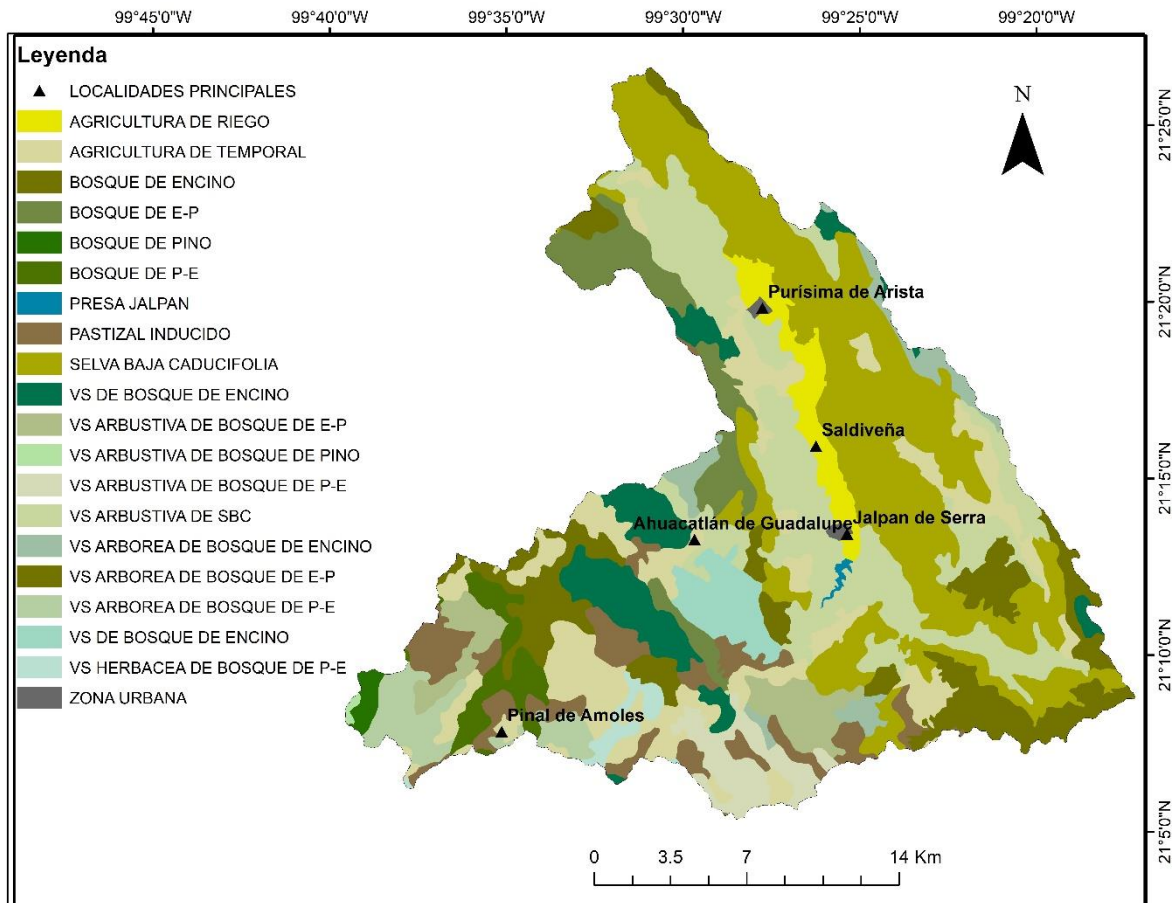 99°45'0"W 99°40'0"W 99°35'0"W 99°30'0"W 99°25'0"W 99°20'0"W
Leyenda
LOCALIDADES PRINCIPALES
AGRICULTURA DE RIEGO
AGRICULTURA DE TEMPORAL
BOSQUE DE ENCINO
BOSQUE DE E-P
BOSQUE DE PINO
BOSQUE DE P-E
PRESA JALPAN
PASTIZAL INDUCIDO
SELVA BAJA CADUCIFOLIA
VS DE BOSQUE DE ENCINO
VS ARBUSTIVA DE BOSQUE DE E-P
VS ARBUSTIVA DE BOSQUE DE PINO
VS ARBUSTIVA DE BOSQUE DE P-E
VS ARBUSTIVA DE SBC
VS ARBOREA DE BOSQUE DE ENCINO
VS ARBOREA DE BOSQUE DE E-P
VS ARBOREA DE BOSQUE DE P-E
VS DE BOSQUE DE ENCINO
VS HERBACEA DE BOSQUE DE P-E
ZONA URBANA
N
Purísima de Arista
Saldiveña
Ahuacatlán de Guadalupe
Jalpan de Serra
Pinal de Amoles
21°25'0"N
21°20'0"N
21°15'0"N
21°10'0"N
21°5'0"N
0 3.5 7 14 Km